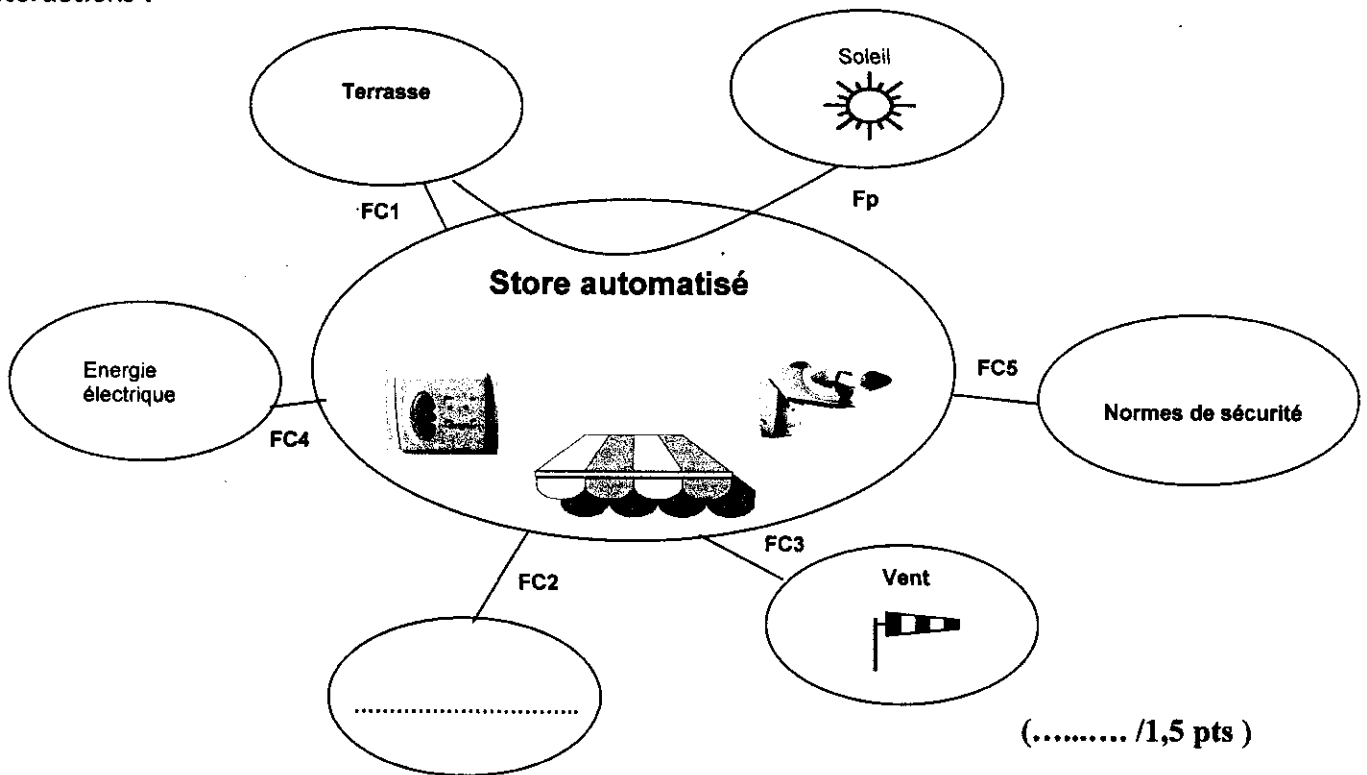 Soleil
Terrasse
Fp
FC1
Store automatisé
Energie
électrique
FC4
FC5
Normes de sécurité
FC3
FC2
Vent
..............................
(.......... /1,5 pts )